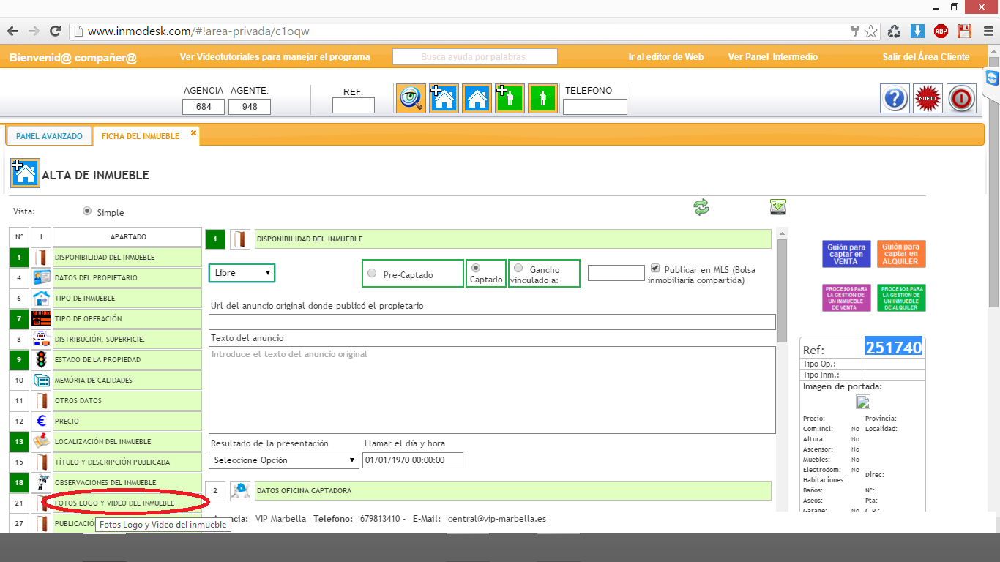 www.inmodesk.com/#!area-privada/c1oqw
ABP
Bienvenid@ compañer@
Ver Videotutoriales para manejar el programa
Busca ayuda por palabras
Ir al editor de Web
Ver Panel Intermedio
Salir del Área Cliente
AGENCIA AGENTE.
684 948
REF.
TELEFONO
NUEVO
PANEL AVANZADO
FICHA DEL INMUEBLE
ALTA DE INMUEBLE
Vista:
Simple
Nº I APARTADO
1 DISPONIBILIDAD DEL INMUEBLE
4 DATOS DEL PROPIETARIO
6 TIPO DE INMUEBLE
7 TIPO DE OPERACIÓN
8 DISTRIBUCIÓN, SUPERFICIE.
9 ESTADO DE LA PROPIEDAD
10 MEMÓRIA DE CALIDADES
11 OTROS DATOS
12 € PRECIO
13 LOCALIZACIÓN DEL INMUEBLE
15 TÍTULO Y DESCRIPCIÓN PUBLICADA
18 OBSERVACIONES DEL INMUEBLE
21 FOTOS LOGO Y VIDEO DEL INMUEBLE
27 PUBLICACIÓN
Fotos Logo y Video del inmueble
1 DISPONIBILIDAD DEL INMUEBLE
Libre
Pre-Captado
Captado
Gancho
vinculado a:
Publicar en MLS (Bolsa
inmobiliaria compartida)
Url del anuncio original donde publicó el propietario
Texto del anuncio
Introduce el texto del anuncio original
Resultado de la presentación
Llamar el día y hora
Seleccione Opción
01/01/1970 00:00:00
2 DATOS OFICINA CAPTADORA
VIP Marbella Telefono: 679813410 - E-Mail: central@vip-marbella.es
Guión para
captar en
VENTA
Guión para
captar en
ALQUILER
PROCESOS PARA
LA GESTIÓN DE
UN INMUEBLE
DE VENTA
PROCESOS PARA
LA GESTIÓN DE
UN INMUEBLE
DE ALQUILER
Ref: 251740
Tipo Op.:
Tipo Inm.:
Imagen de portada:
Precio: Provincia:
Com.Incl: No Localidad:
Altura: No
Ascensor: No
Muebles: No
Electrodom: No
Direc:
Habitaciones:
Baños: Nº:
Aseos: Pta:
Garage: No C.P.: